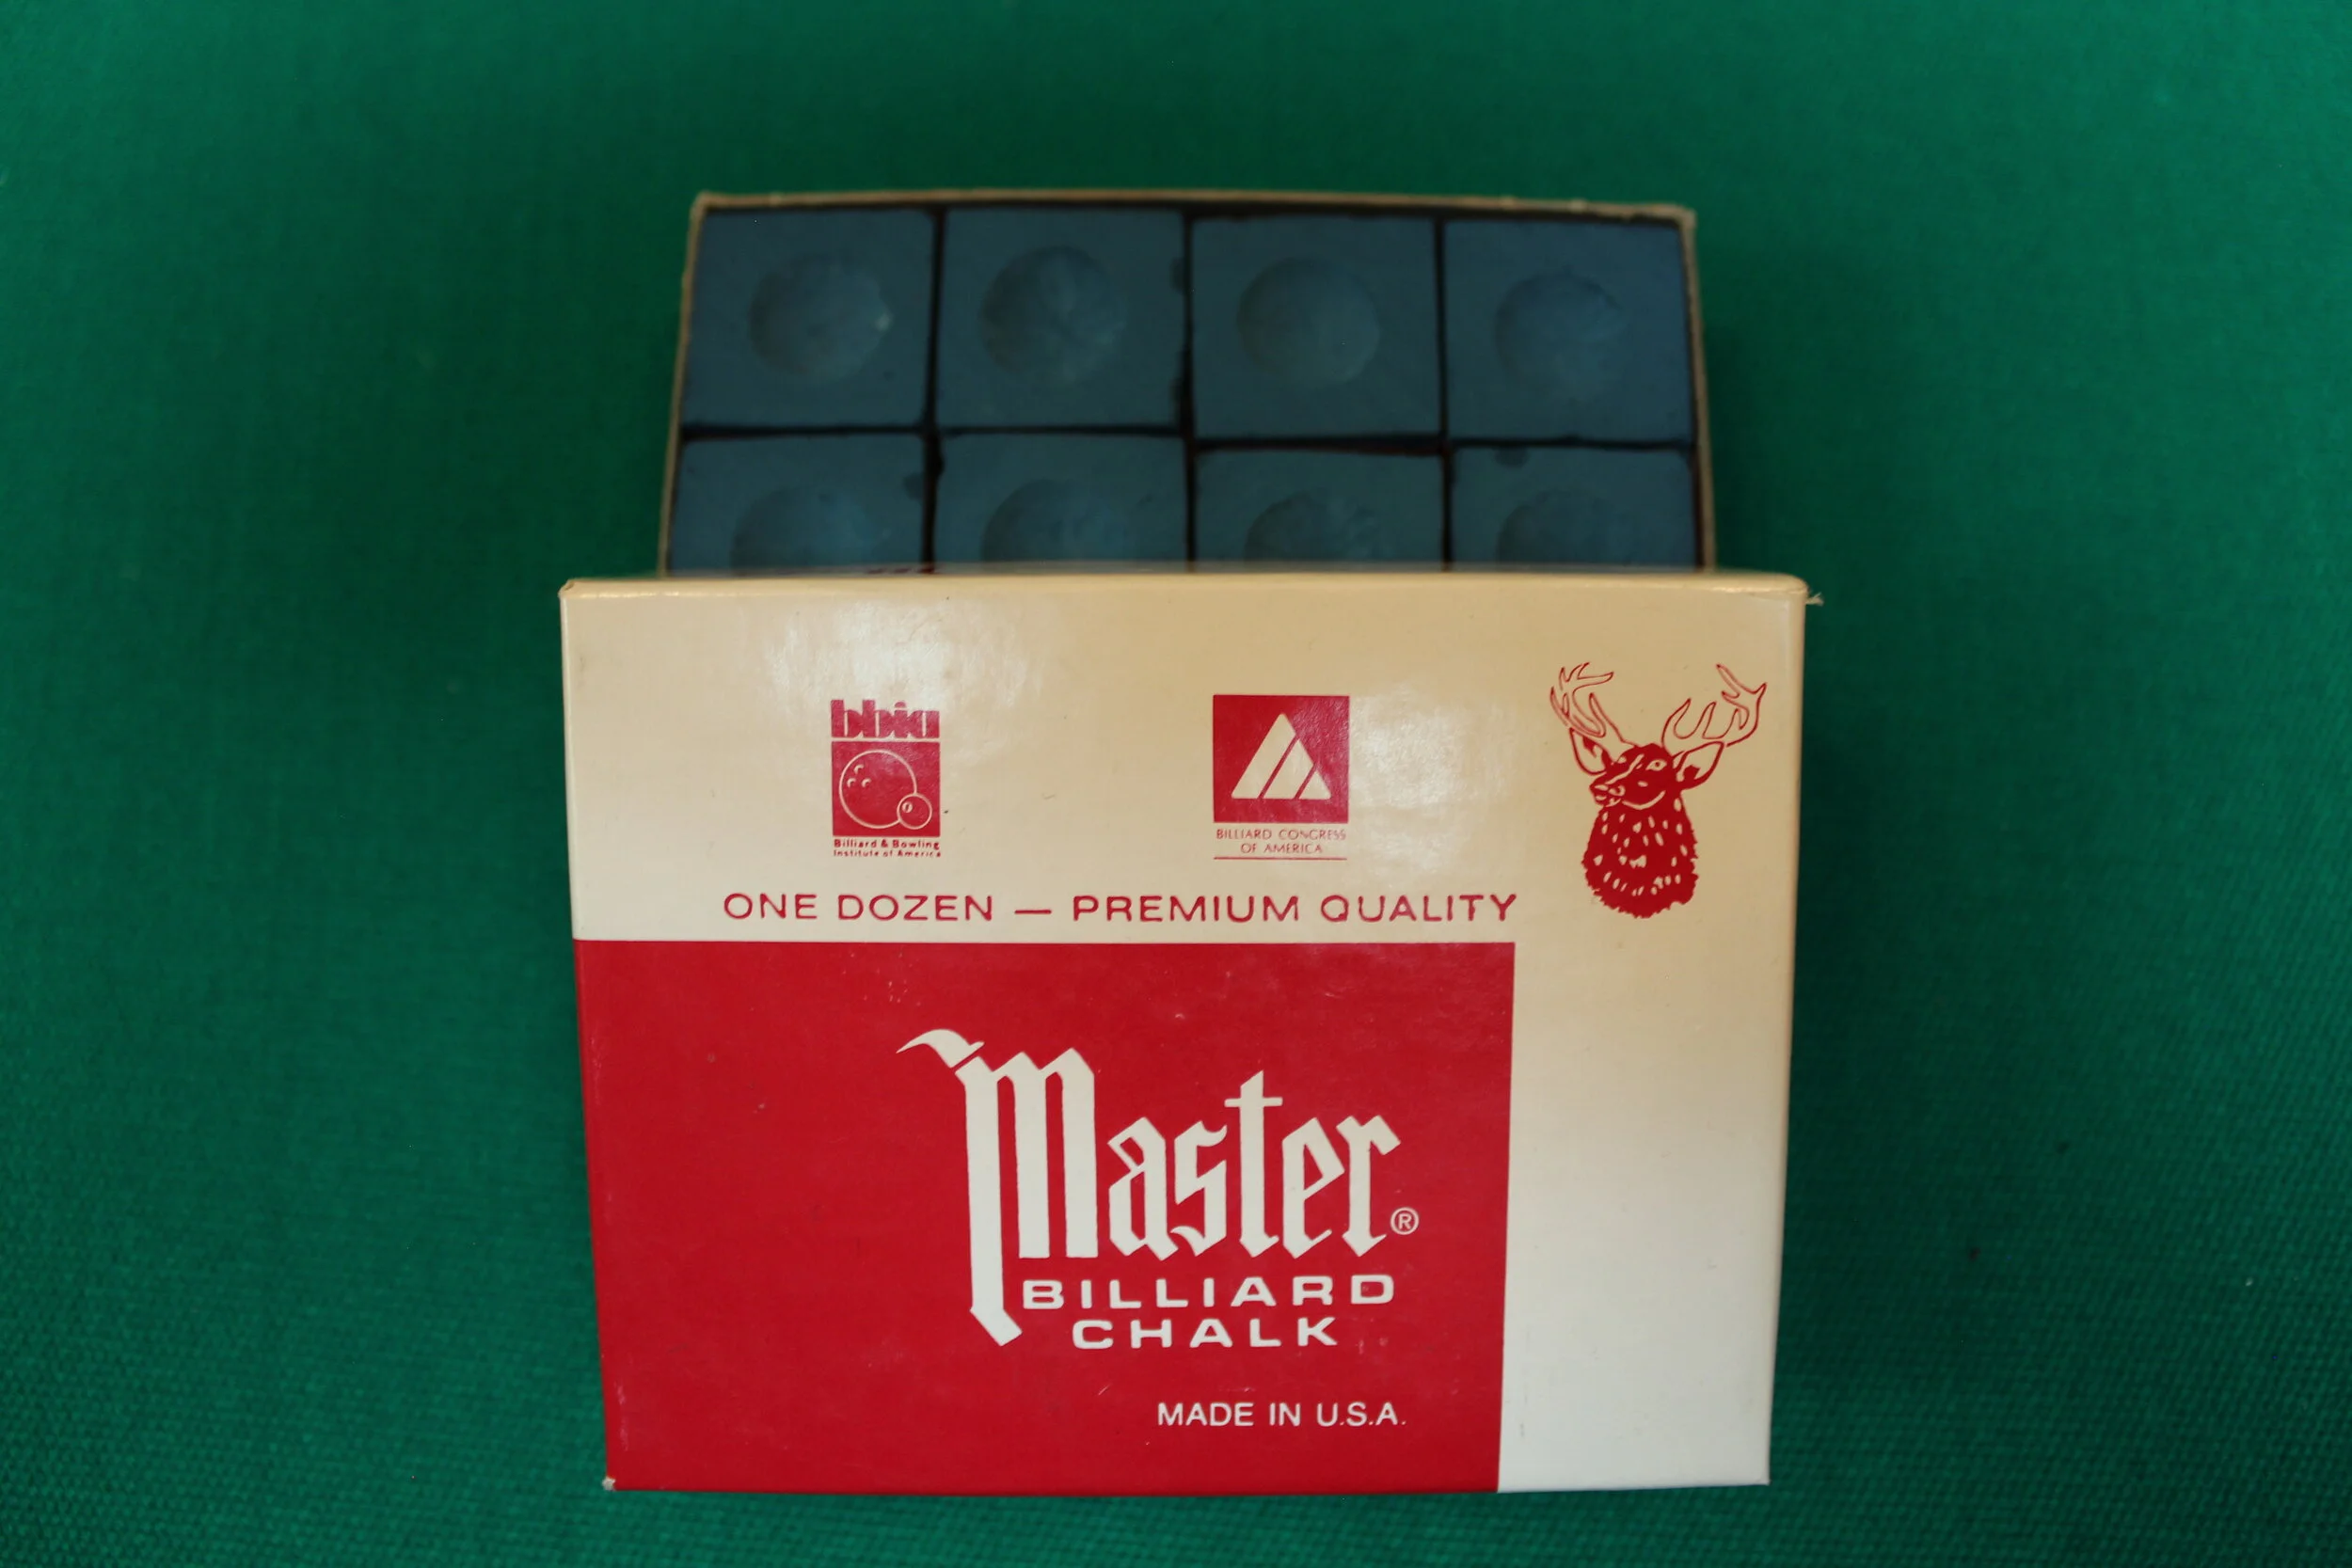 bbia
Billiard & Bowling
Institute of America
BILLIARD CONGRESS
OF AMERICA
ONE DOZEN — PREMIUM QUALITY
Master®
BILLIARD
CHALK
MADE IN U.S.A.